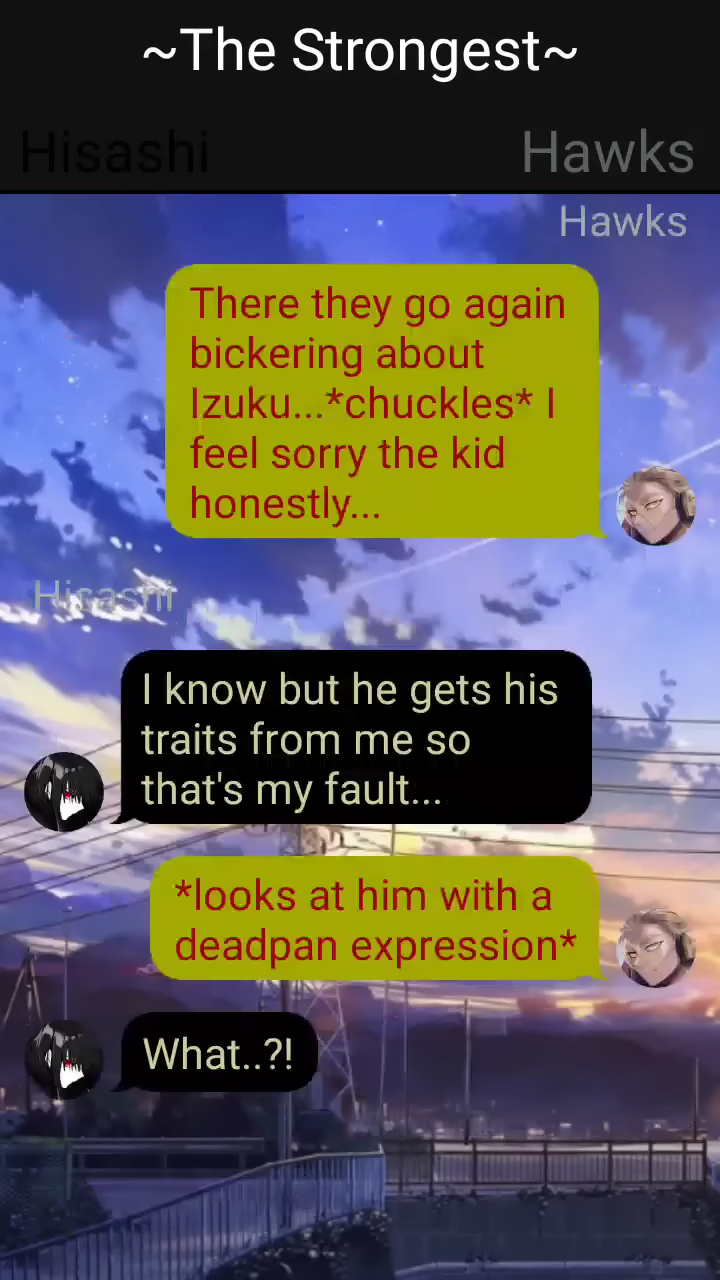 ~The Strongest~
Hisashi Hawks
Hawks
There they go again
bickering about
Izuku...*chuckles* I
feel sorry the kid
honestly...
Hisashi
I know but he gets his
traits from me so
that's my fault...
*looks at him with a
deadpan expression*
What..?!